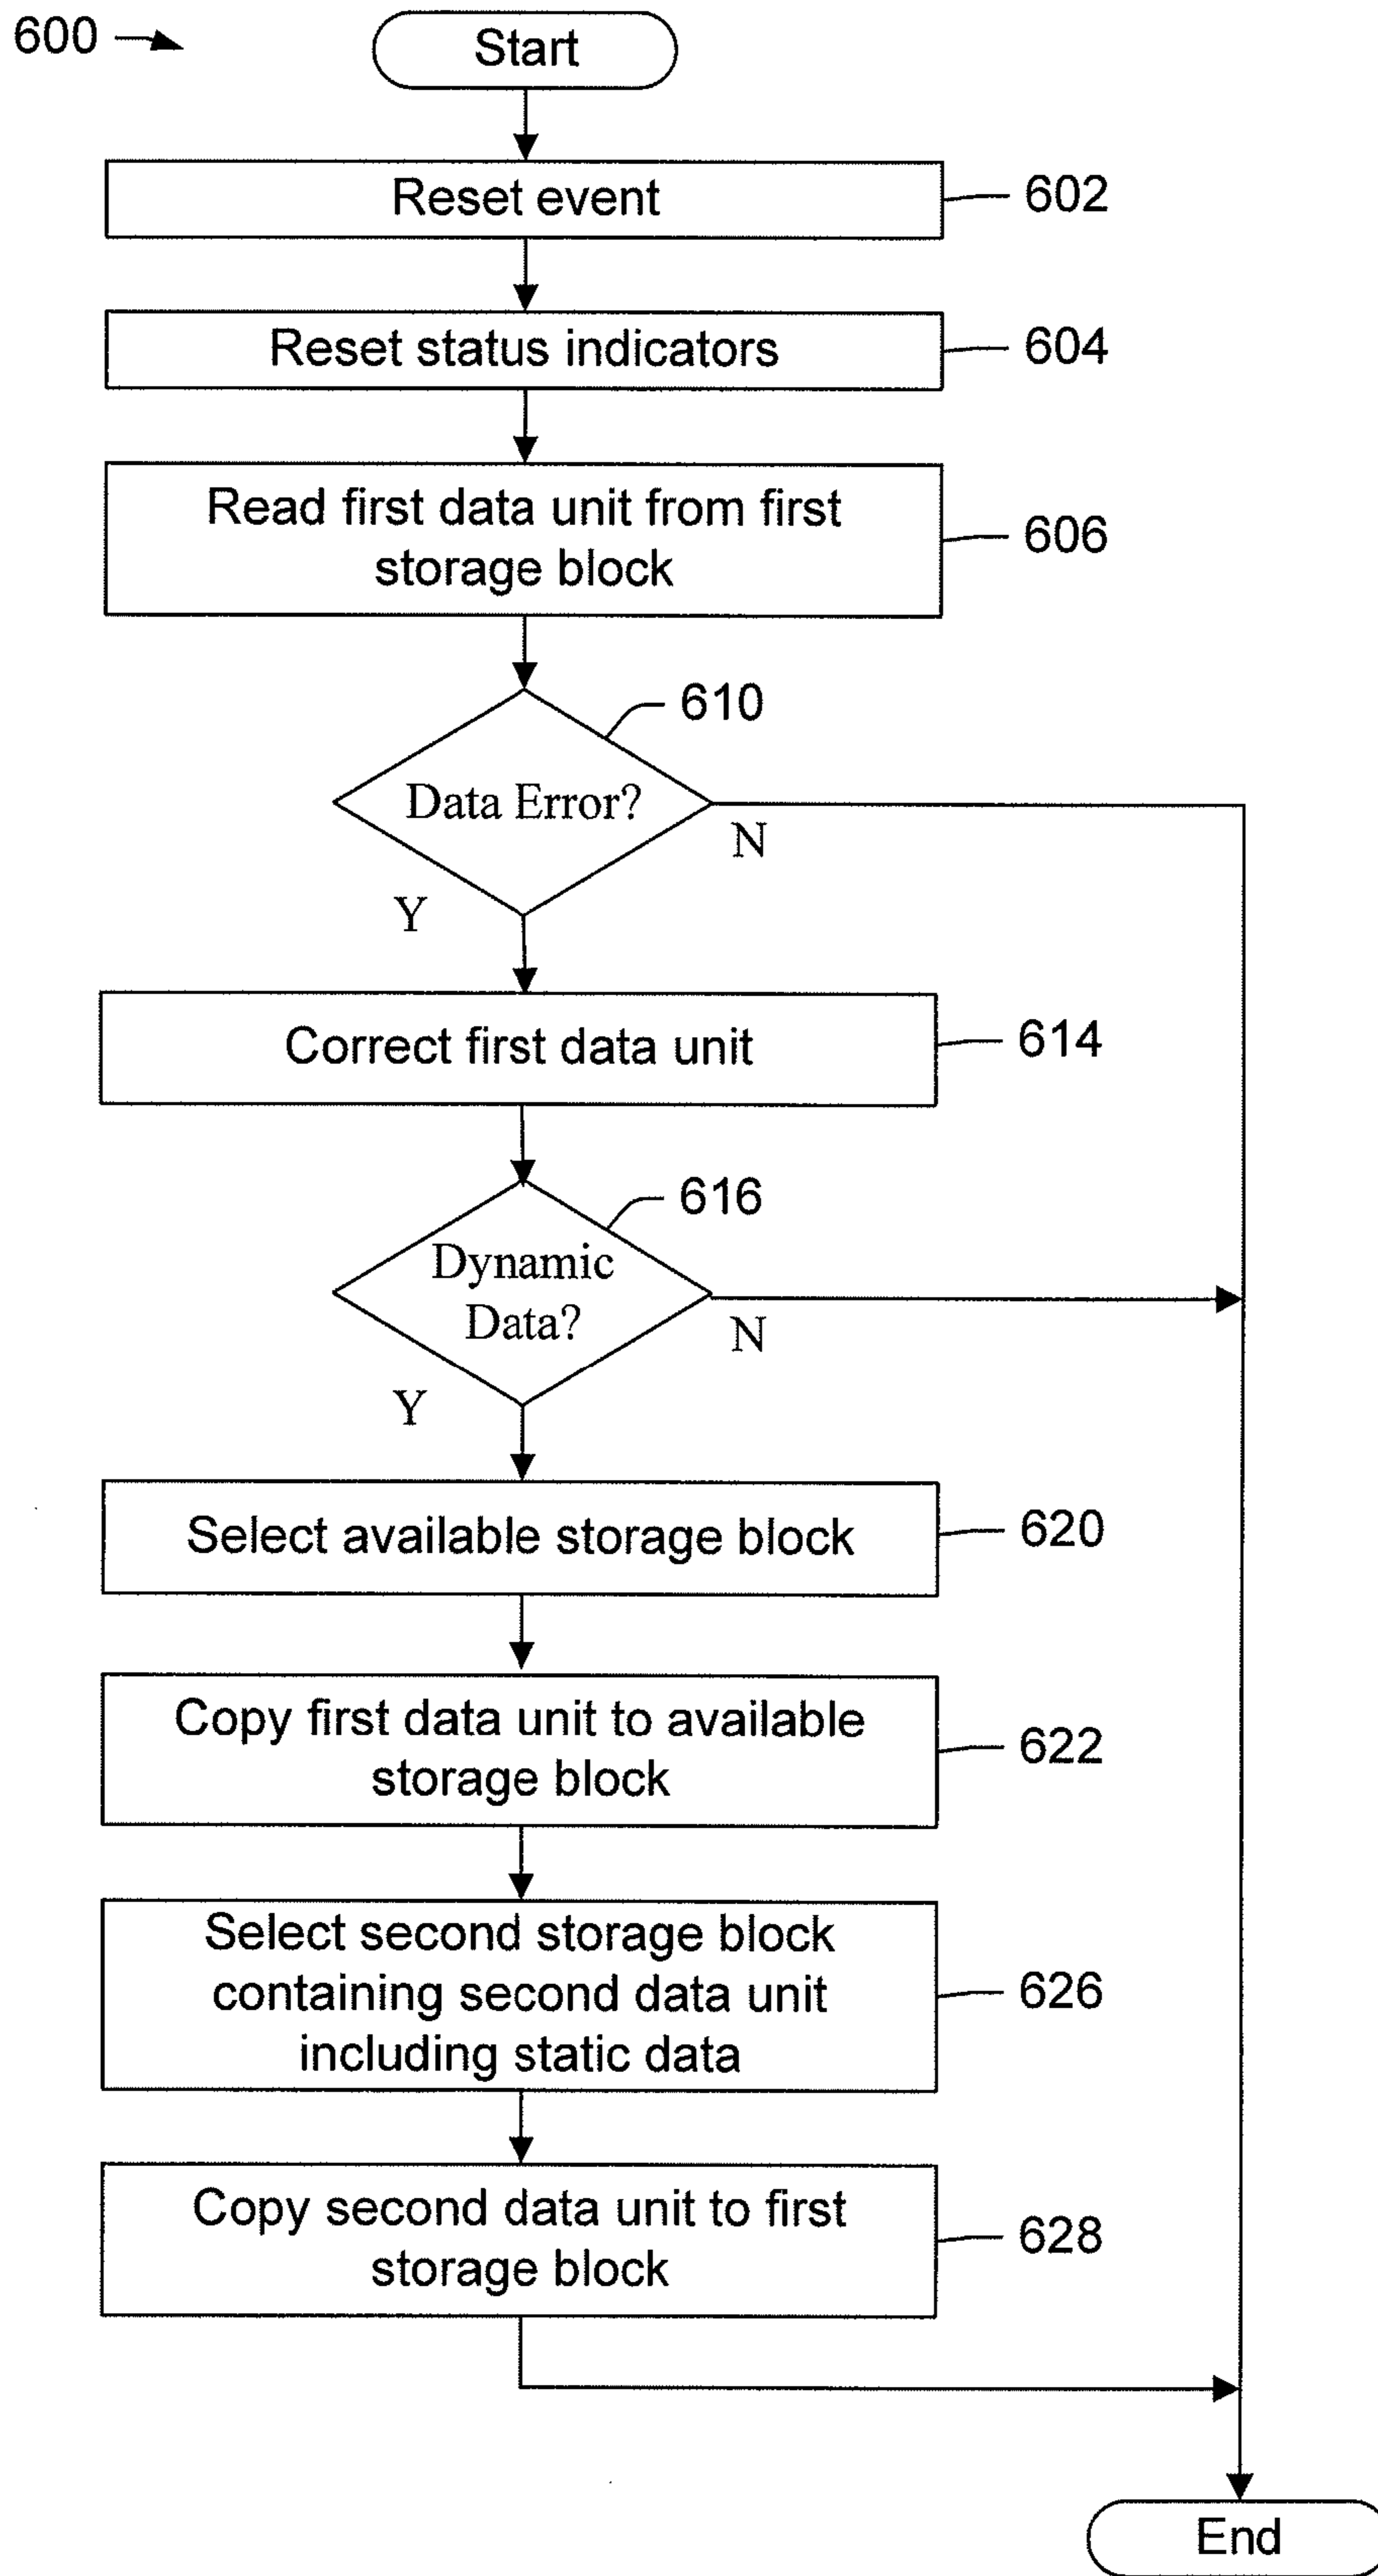 600
Start
Reset event
602
Reset status indicators
604
Read first data unit from first
storage block
606
610
Data Error?
N
Y
Correct first data unit
614
616
Dynamic
Data?
N
Y
Select available storage block
620
Copy first data unit to available
storage block
622
Select second storage block
containing second data unit
including static data
626
Copy second data unit to first
storage block
628
End